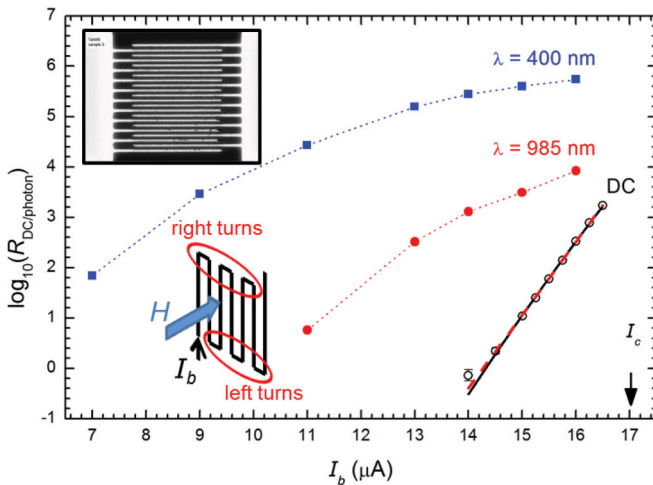 7
6
5
4
3
2
1
0
-1
log₁₀(R_DC/photon)
λ = 400 nm
λ = 985 nm
DC
right turns
H
I_b
left turns
I_c
7 8 9 10 11 12 13 14 15 16 17
I_b (μA)